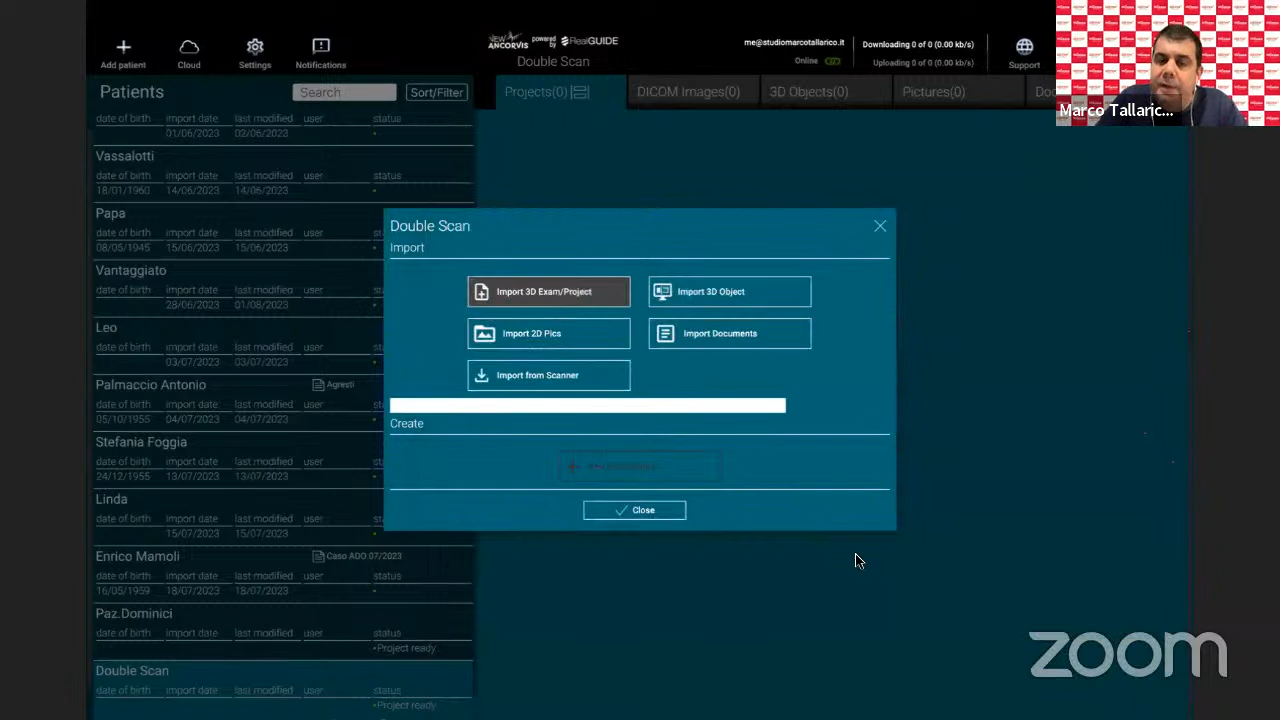 Add patient
Cloud
Settings
Notifications
ANCORVIS powered by RealGUIDE
Double Scan
me@studiomarcotallarico.it
Online
Downloading 0 of 0 (0.00 kb/s)
Uploading 0 of 0 (0.00 kb/s)
Support
Marco Tallaric...
Patients
Search
Sort/Filter
Projects(0)
DICOM Images(0)
3D Objects(0)
Pictures(0)
date of birth import date last modified user status
01/06/2023 02/06/2023
Vassalotti
date of birth import date last modified user
18/01/1960 14/06/2023 14/06/2023
Papa
date of birth import date last modified user
08/05/1945 15/06/2023 15/06/2023
Vantaggiato
date of birth import date last modified user
28/06/2023 01/08/2023
Leo
date of birth import date last modified user
03/07/2023 03/07/2023
Palmaccio Antonio Agresti
date of birth import date last modified user
05/10/1955 04/07/2023 04/07/2023
Stefania Foggia
date of birth import date last modified user
24/12/1955 13/07/2023 13/07/2023
Linda
date of birth import date last modified user
15/07/2023 15/07/2023
Enrico Mamoli Caso ADO 07/2023
date of birth import date last modified user status
16/05/1959 18/07/2023 18/07/2023
Paz.Dominici
date of birth import date last modified user status
Project ready
Double Scan
date of birth import date last modified user status
Project ready
Double Scan
Import
Import 3D Exam/Project
Import 3D Object
Import 2D Pics
Import Documents
Import from Scanner
Create
Close
zoom